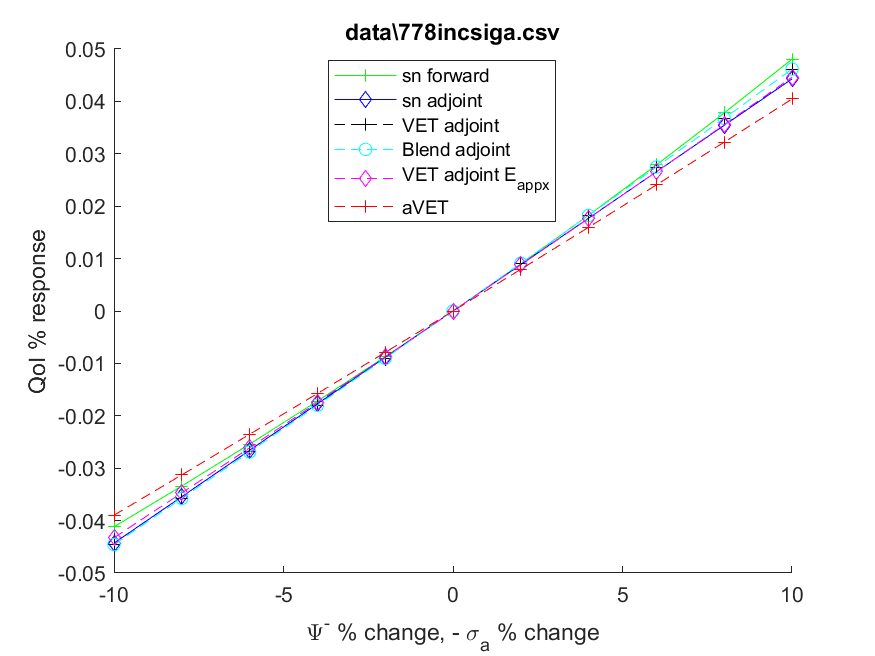 data\778incsiga.csv
0.05
0.04
0.03
0.02
0.01
0
-0.01
-0.02
-0.03
-0.04
-0.05
QoI % response
sn forward
sn adjoint
VET adjoint
Blend adjoint
VET adjoint E_appx
aVET
-10
-5
0
5
10
Ψ⁻ % change, - σ_a % change